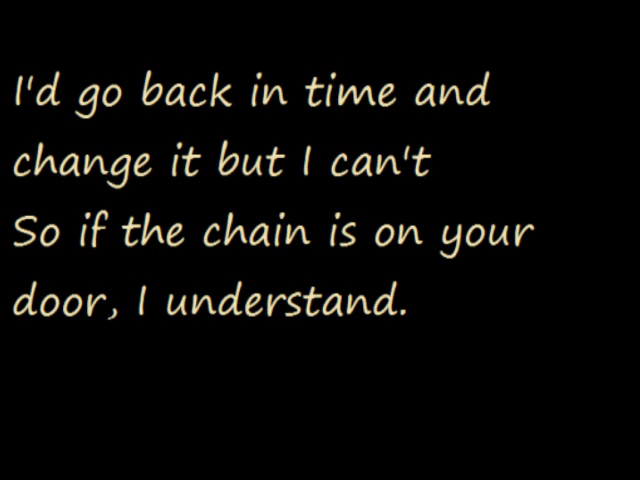 I'd go back in time and
change it but I can't
So if the chain is on your
door, I understand.